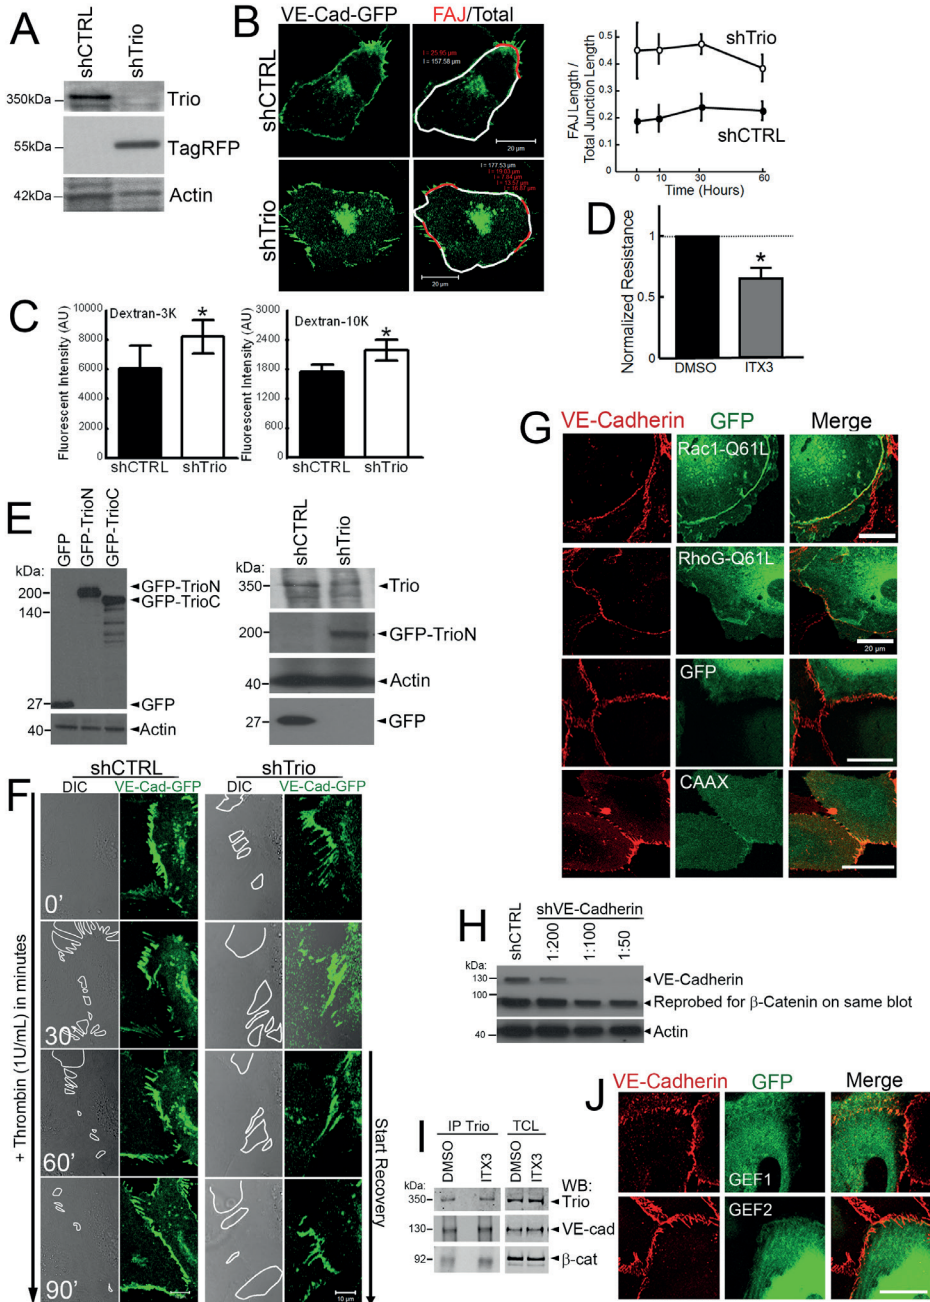 A
shCTRL
shTrio
350kDa
Trio
55kDa
TagRFP
42kDa
Actin
B
VE-Cad-GFP
FAJ/Total
shCTRL
l = 157.58 um
20 µm
shTrio
l = 177.53 um
20 µm
FAJ Length /
Total Junction Length
0.5
0.4
0.3
0.2
0.1
0
shTrio
shCTRL
0
10
30
60
Time (Hours)
C
Fluorescent Intensity (AU)
10000
8000
6000
4000
2000
0
Dextran-3K
*
shCTRL
shTrio
Fluorescent Intensity (AU)
3000
2400
1800
1200
600
0
Dextran-10K
*
shCTRL
shTrio
D
Normalized Resistance
1
0.5
0
*
DMSO
ITX3
E
GFP
GFP-TrioN
GFP-TrioC
kDa:
200
140
27
40
GFP-TrioN
GFP-TrioC
GFP
Actin
shCTRL
shTrio
kDa:
350
Trio
200
GFP-TrioN
40
Actin
27
GFP
F
shCTRL
shTrio
DIC
VE-Cad-GFP
DIC
VE-Cad-GFP
+ Thrombin (1U/mL) in minutes
0'
30'
60'
90'
Start Recovery
10 µm
G
VE-Cadherin
GFP
Merge
Rac1-Q61L
RhoG-Q61L
20 µm
GFP
CAAX
H
shCTRL
shVE-Cadherin
1:200
1:100
1:50
kDa:
130
VE-Cadherin
100
Reprobed for β-Catenin on same blot
40
Actin
I
IP Trio
TCL
DMSO
ITX3
DMSO
ITX3
kDa:
WB:
350
Trio
130
VE-cad
92
β-cat
J
VE-Cadherin
GFP
Merge
GEF1
GEF2